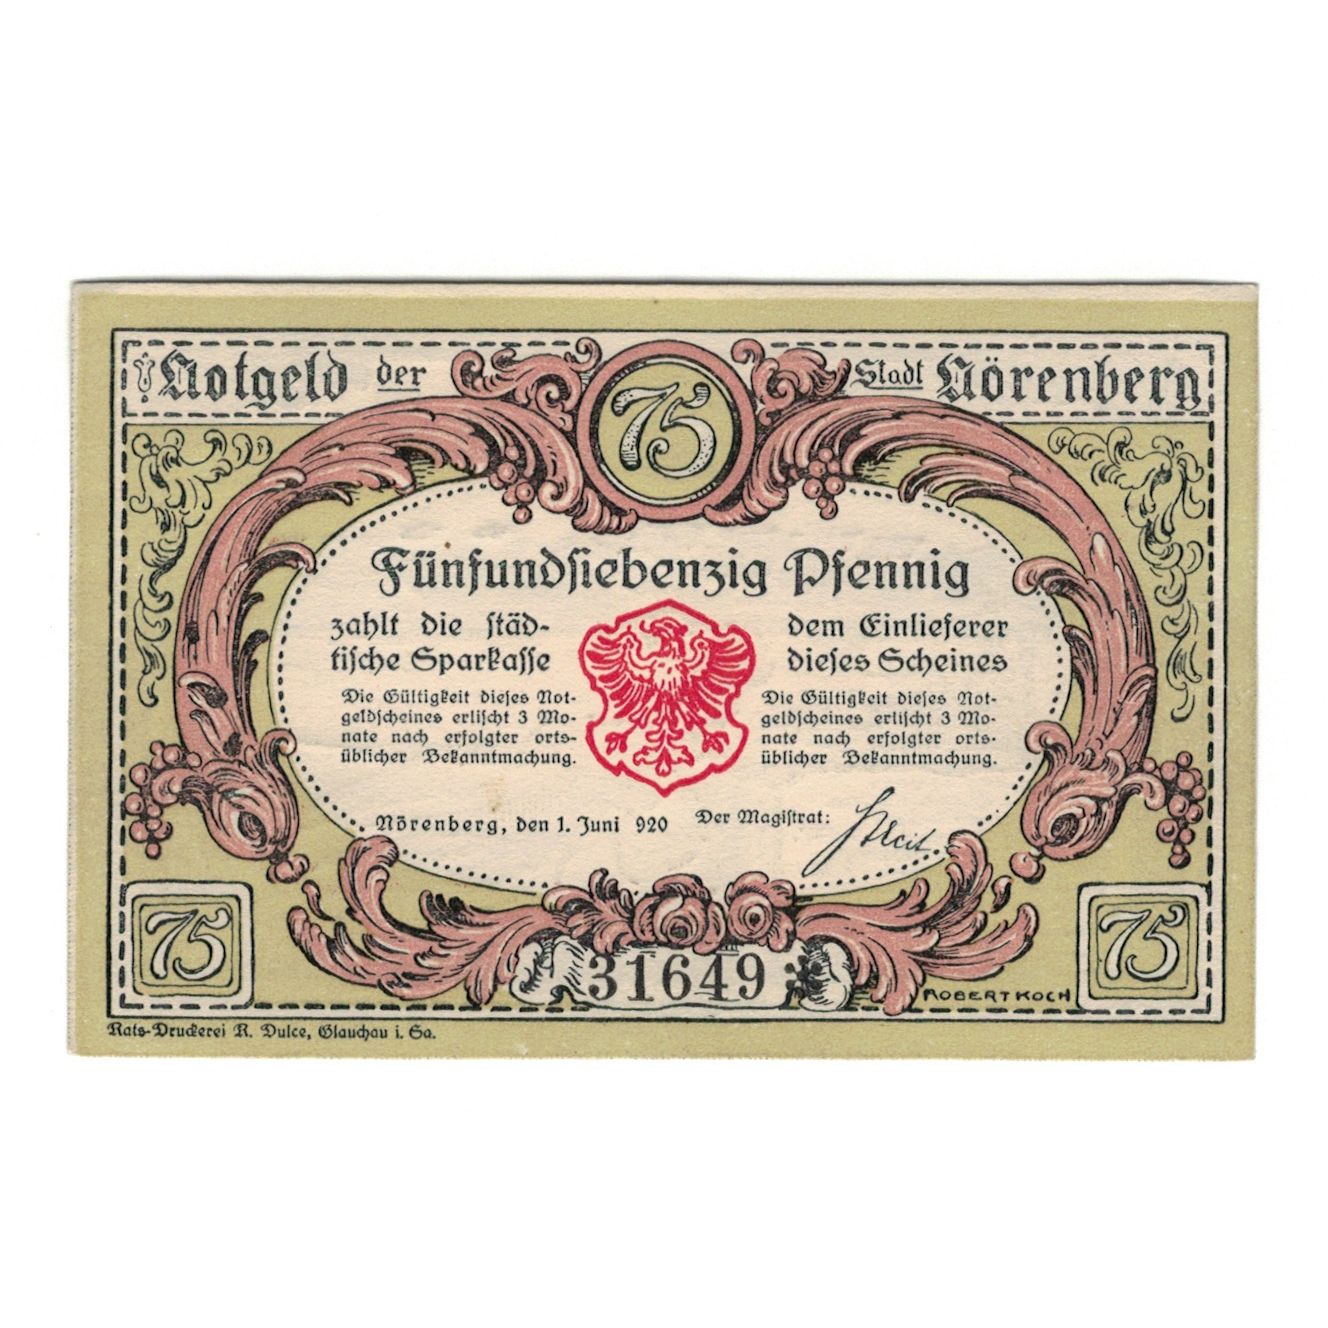 Notgeld der Stadt Nörenberg
75
Fünfundsiebenzig Pfennig
zahlt die städ-
tische Sparkasse
dem Einlieferer
dieses Scheines
Die Gültigkeit dieses Not-
geldscheines erlischt 3 Mo-
nate nach erfolgter orts-
üblicher Bekanntmachung.
Die Gültigkeit dieses Not-
geldscheines erlischt 3 Mo-
nate nach erfolgter orts-
üblicher Bekanntmachung.
Nörenberg, den 1. Juni 920 Der Magistrat:
75
31649
75
ROBERT KOCH
Rats-Druckerei R. Dulce, Glauchau i. Sa.